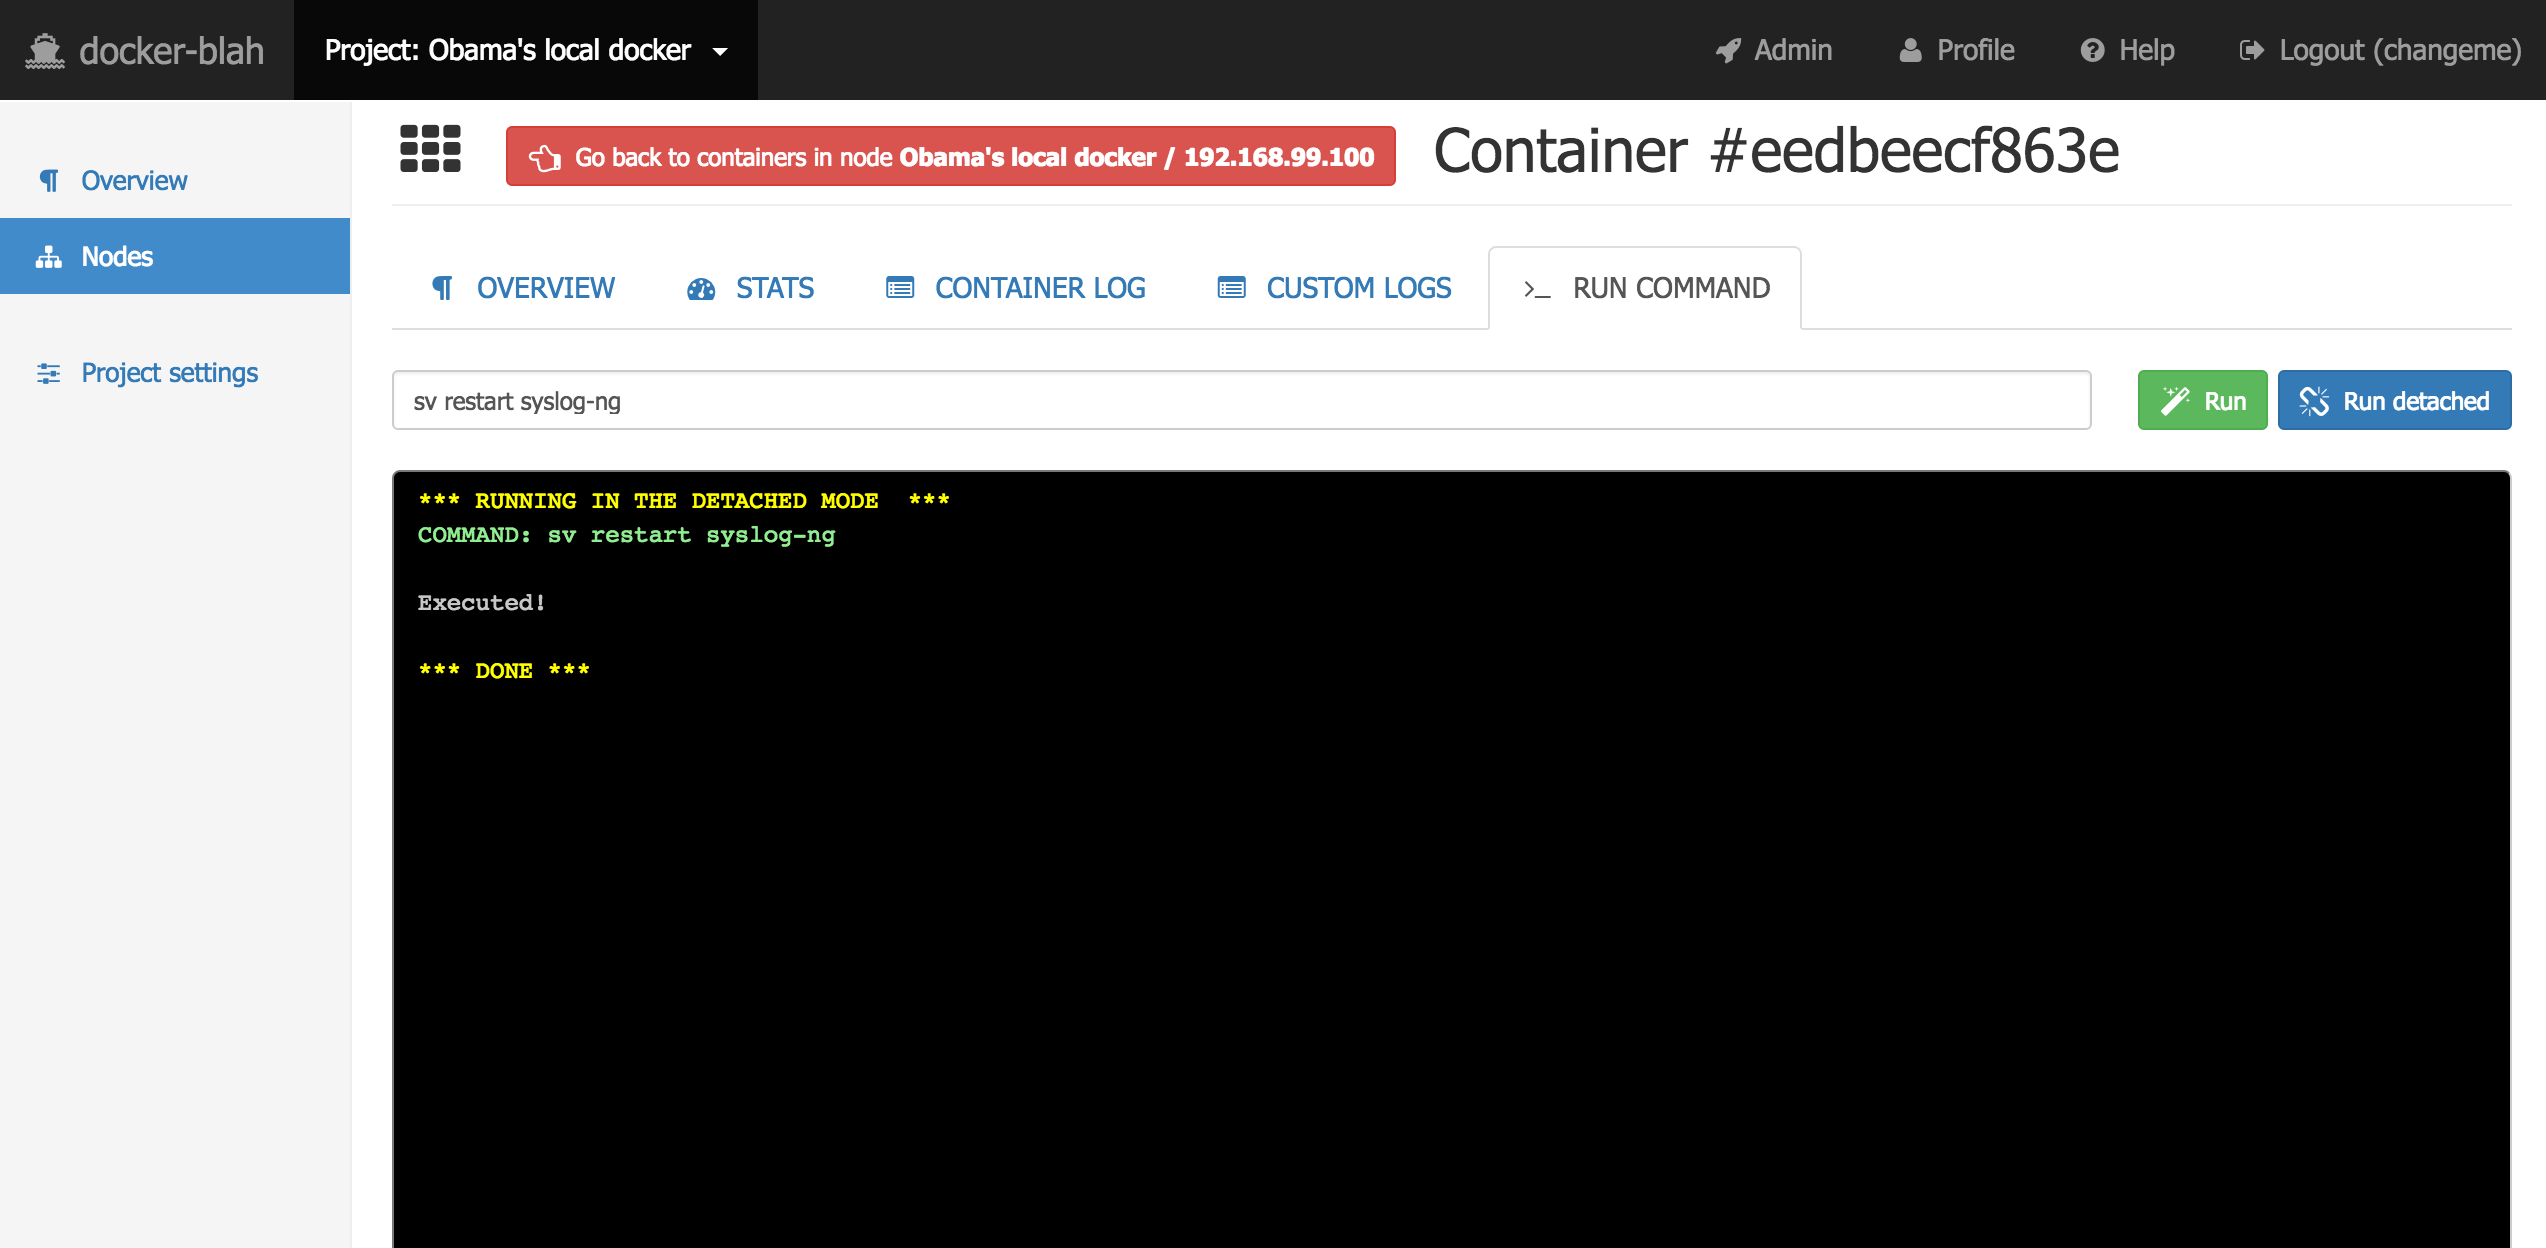 docker-blah
Project: Obama's local docker
Admin
Profile
Help
Logout (changeme)
Overview
Nodes
Project settings
Go back to containers in node Obama's local docker / 192.168.99.100
Container #eedbeecf863e
OVERVIEW
STATS
CONTAINER LOG
CUSTOM LOGS
>_ RUN COMMAND
sv restart syslog-ng
Run
Run detached
*** RUNNING IN THE DETACHED MODE  ***
COMMAND: sv restart syslog-ng
Executed!
*** DONE ***